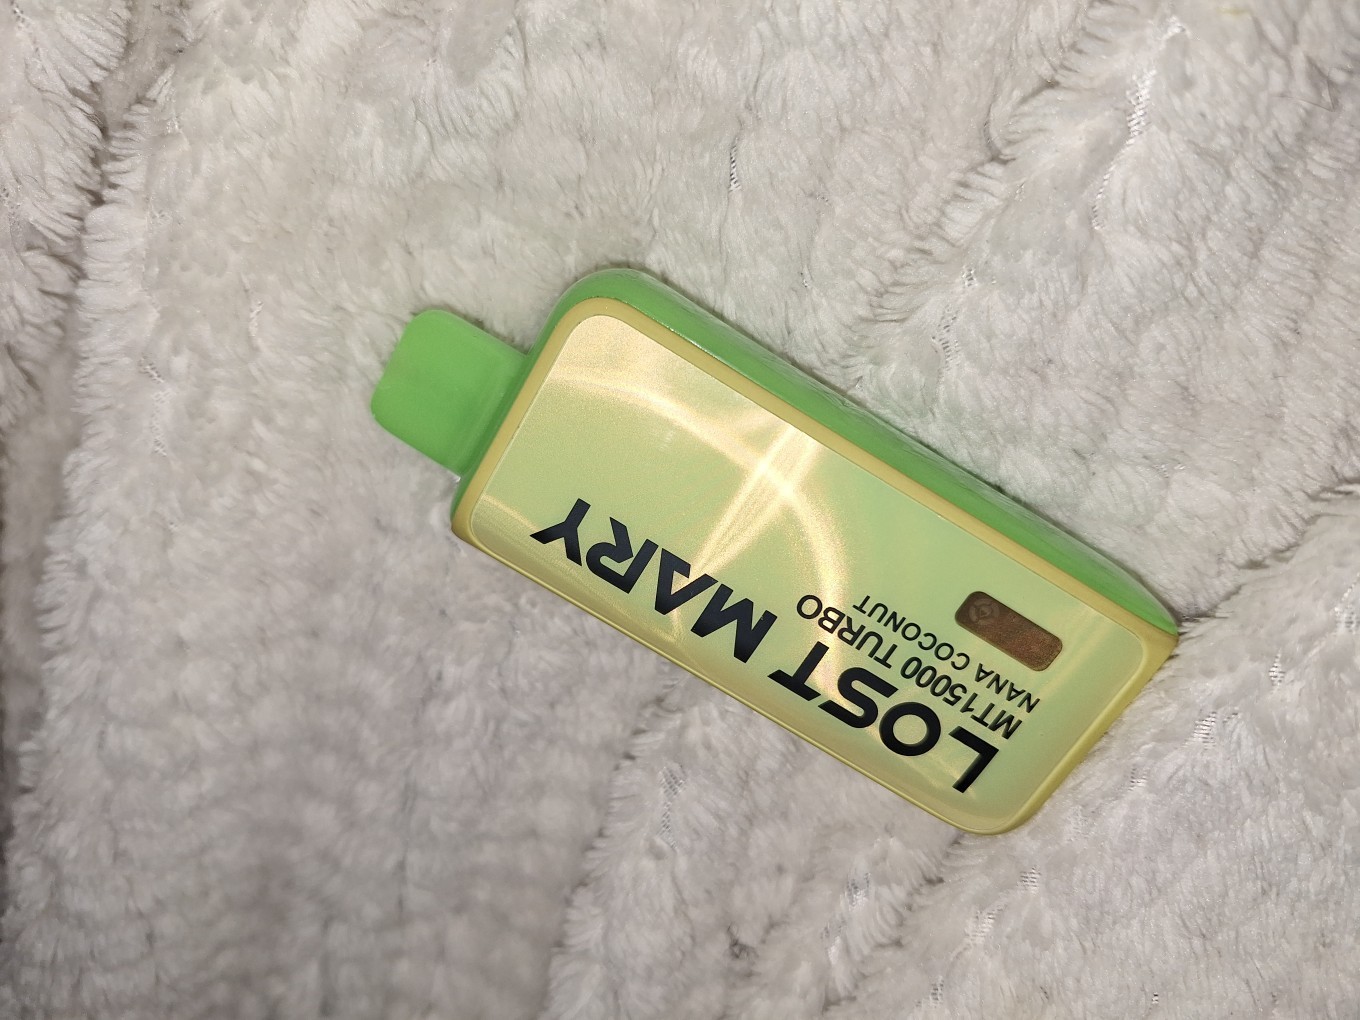 LOST MARY
MT15000 TURBO
NANA COCONUT